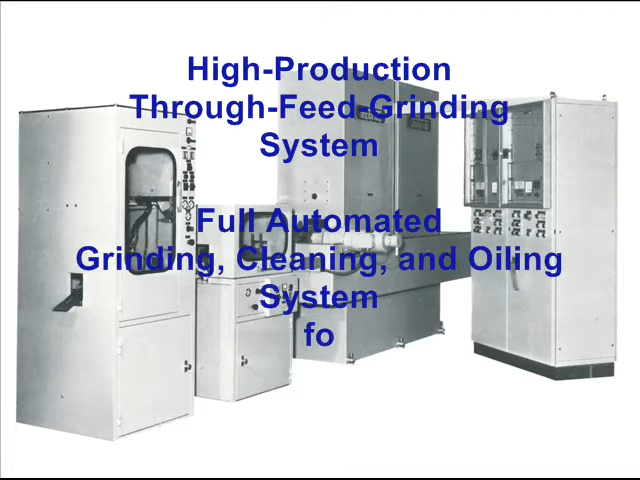 High-Production
Through-Feed-Grinding
System
Full Automated
Grinding, Cleaning, and Oiling
System
fo